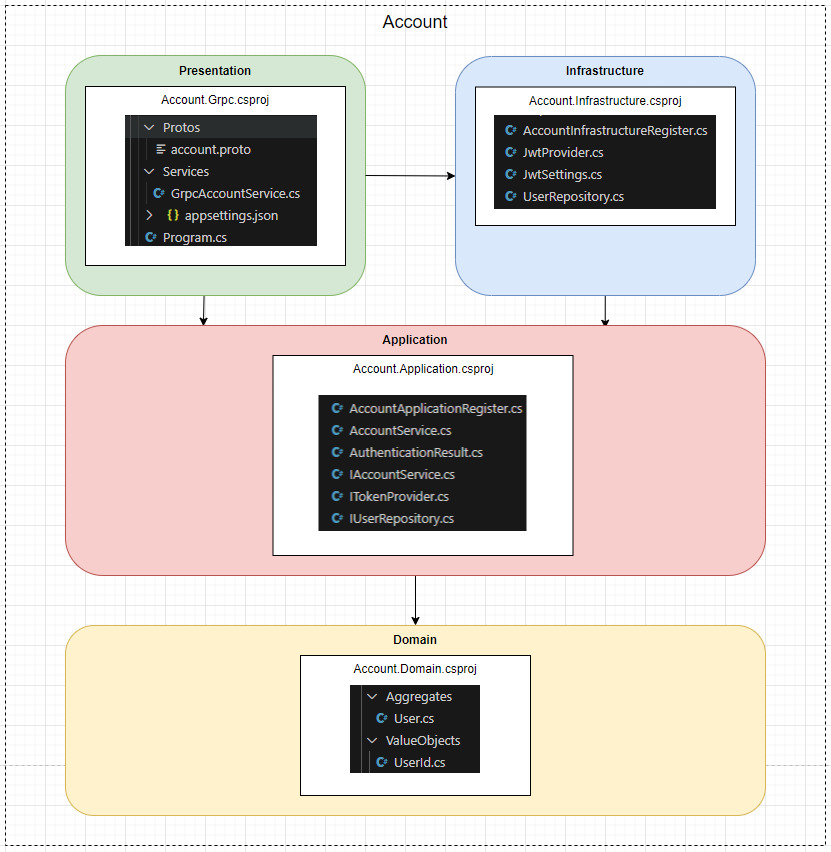 Account
Presentation
Account.Grpc.csproj
Protos
account.proto
Services
GrpcAccountService.cs
{} appsettings.json
Program.cs
Infrastructure
Account.Infrastructure.csproj
AccountInfrastructureRegister.cs
JwtProvider.cs
JwtSettings.cs
UserRepository.cs
Application
Account.Application.csproj
AccountApplicationRegister.cs
AccountService.cs
AuthenticationResult.cs
IAccountService.cs
ITokenProvider.cs
IUserRepository.cs
Domain
Account.Domain.csproj
Aggregates
User.cs
ValueObjects
UserId.cs